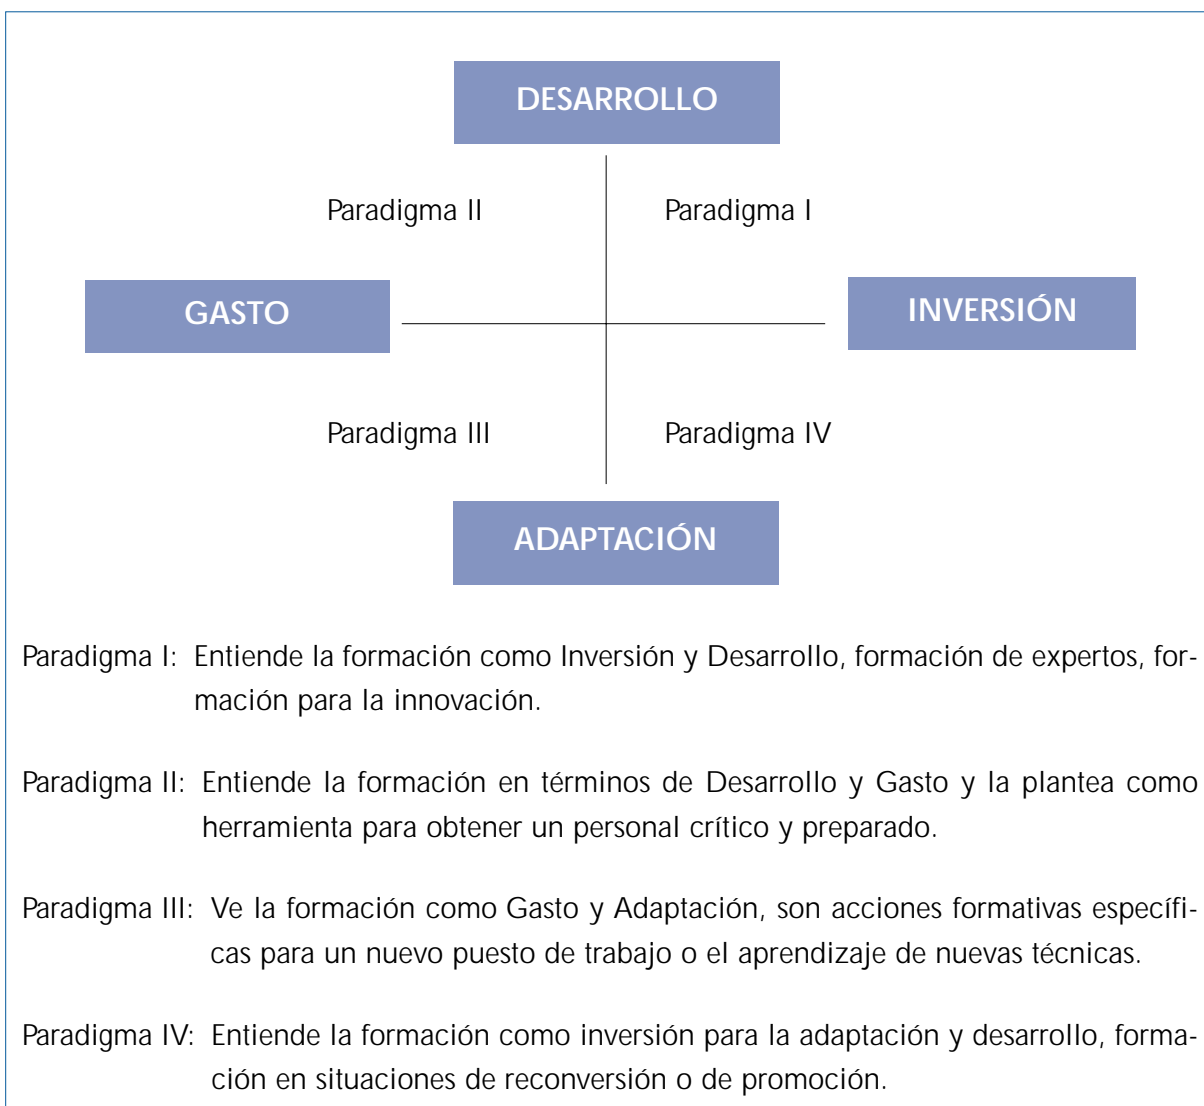 DESARROLLO
Paradigma II
Paradigma I
GASTO
INVERSIÓN
Paradigma III
Paradigma IV
ADAPTACIÓN
Paradigma I: Entiende la formación como Inversión y Desarrollo, formación de expertos, for-
mación para la innovación.
Paradigma II: Entiende la formación en términos de Desarrollo y Gasto y la plantea como
herramienta para obtener un personal crítico y preparado.
Paradigma III: Ve la formación como Gasto y Adaptación, son acciones formativas específi-
cas para un nuevo puesto de trabajo o el aprendizaje de nuevas técnicas.
Paradigma IV: Entiende la formación como inversión para la adaptación y desarrollo, forma-
ción en situaciones de reconversión o de promoción.